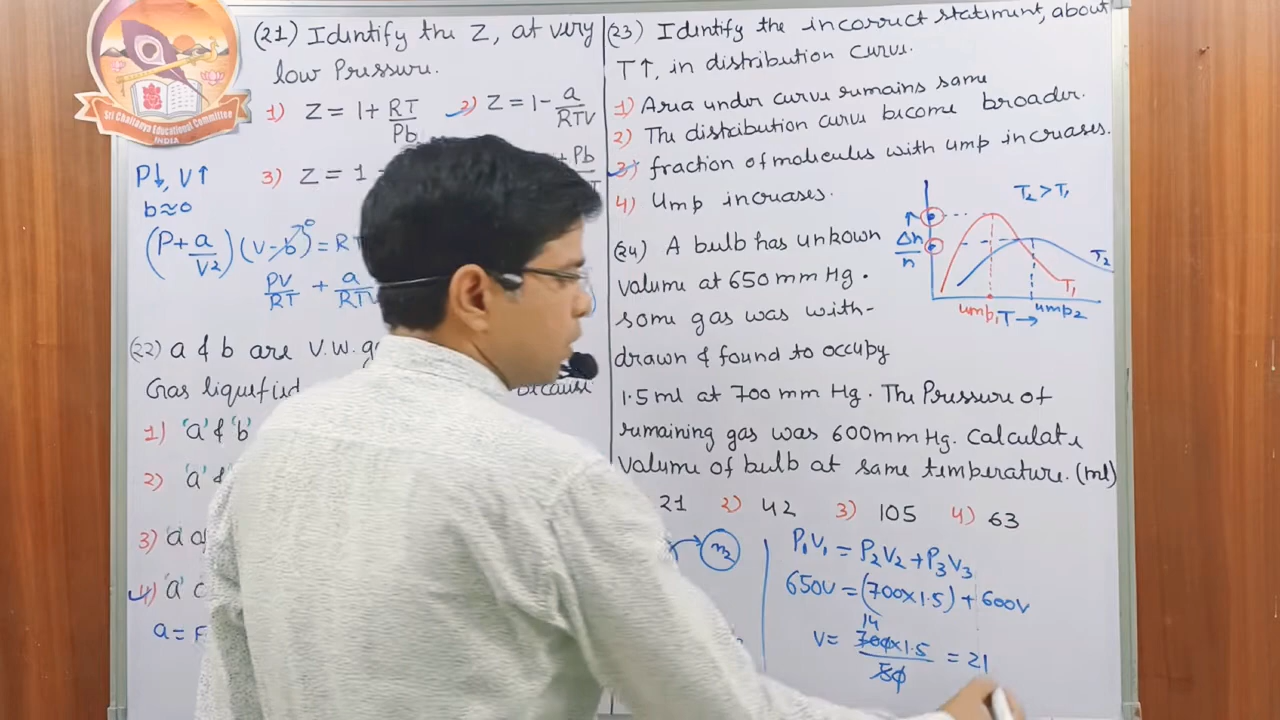 Sri Chaitanya Educational Committee
INDIA
(21) Identify the Z, at very
low Pressure.
1) Z = 1 + RT/Pb 2) Z = 1 - a/RTV
3) Z = 1 + Pb
P↓, V↑
b≈0
(P + a/V2)(V-b)0 = R
PV/RT + a/RTV
(22) a & b are V.W.
Gas liquified because
1) 'a' & 'b'
2) 'a' &
3) 'a
4) 'a'
a =
(23) Identify the incorrect statement, about
T↑, in distribution curve.
1) Area under curve remains same
2) The distribution curve become broader.
3) fraction of molecules with ump increases.
4) Ump increases.
T2 > T1
Δn/n
T2
T1
ump1 T→ ump2
(24) A bulb has unkown
volume at 650 mm Hg.
some gas was with-
drawn & found to occupy
1.5 ml at 700 mm Hg. The Pressure of
remaining gas was 600 mm Hg. Calculate
volume of bulb at same temperature. (ml)
21 2) 42 3) 105 4) 63
n2
P1V1 = P2V2 + P3V3
650V = (700×1.5) + 600V
14
V = 700×1.5/50 = 21